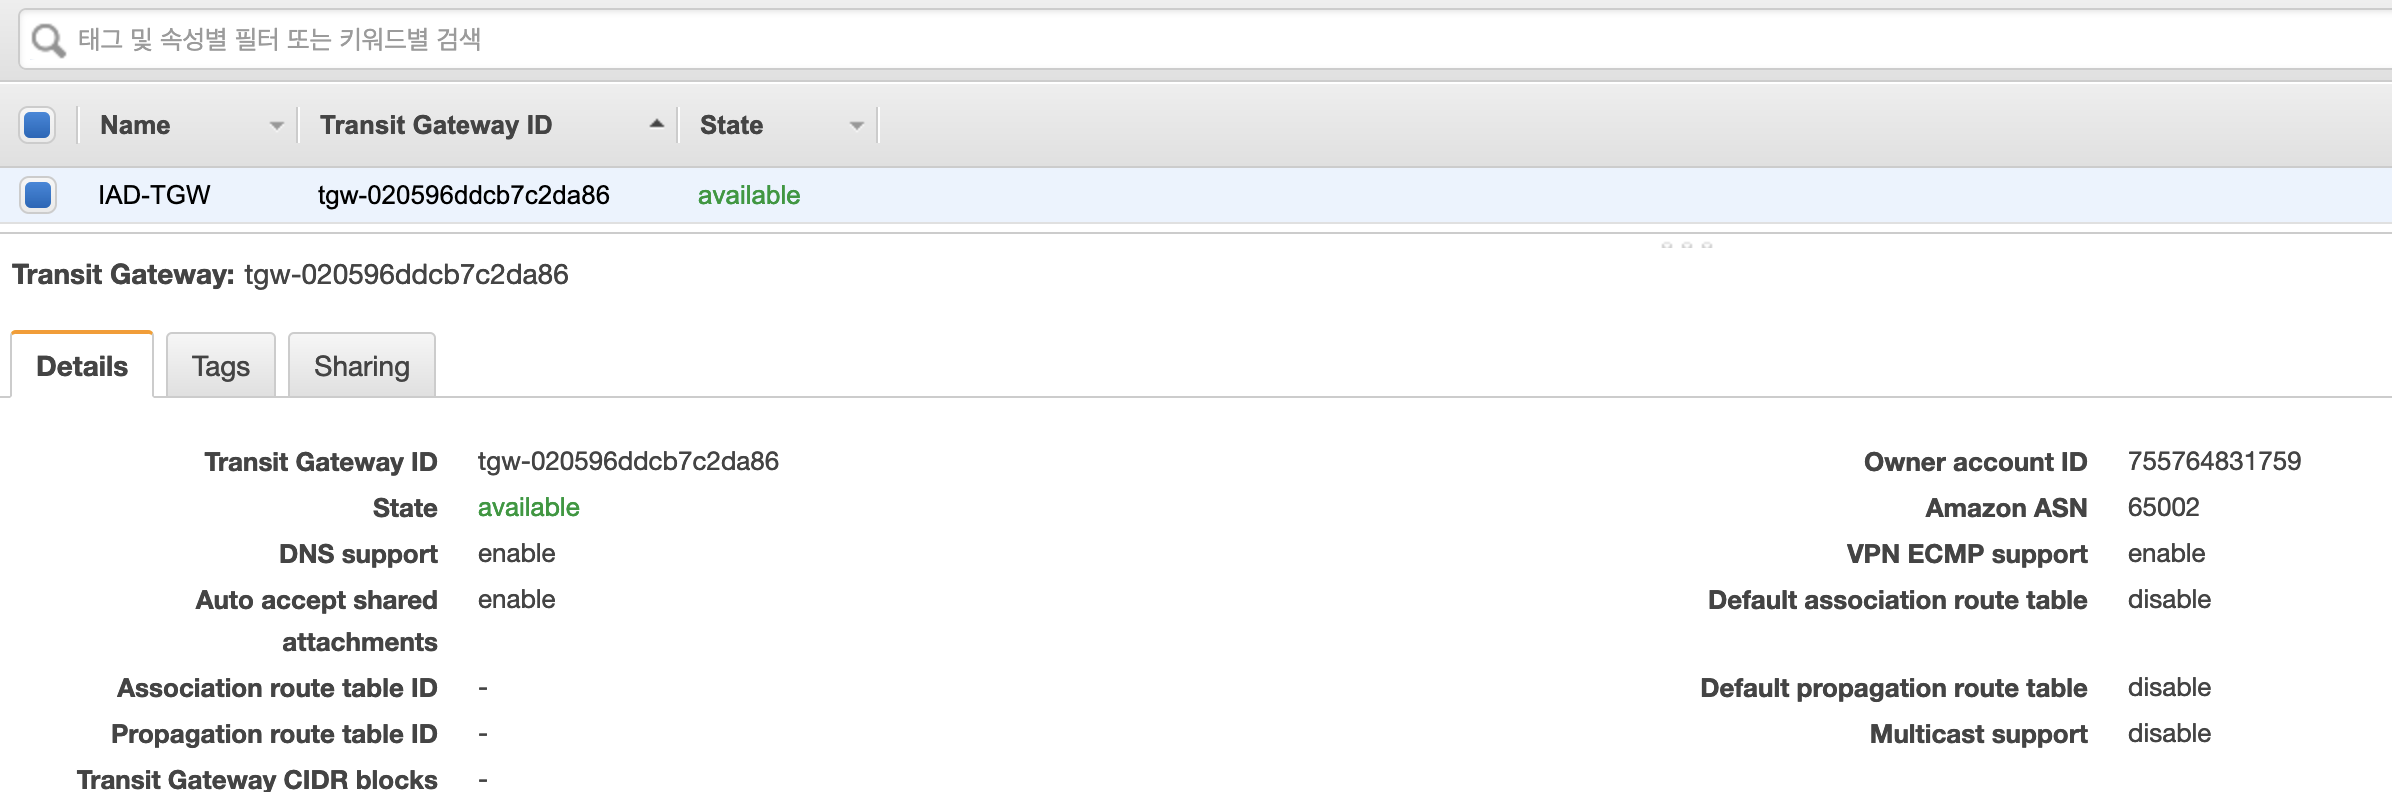 태그 및 속성별 필터 또는 키워드별 검색
Name Transit Gateway ID State
IAD-TGW tgw-020596ddcb7c2da86 available
Transit Gateway: tgw-020596ddcb7c2da86
Details Tags Sharing
Transit Gateway ID tgw-020596ddcb7c2da86 Owner account ID 755764831759
State available Amazon ASN 65002
DNS support enable VPN ECMP support enable
Auto accept shared enable Default association route table disable
attachments
Association route table ID - Default propagation route table disable
Propagation route table ID - Multicast support disable
Transit Gateway CIDR blocks -